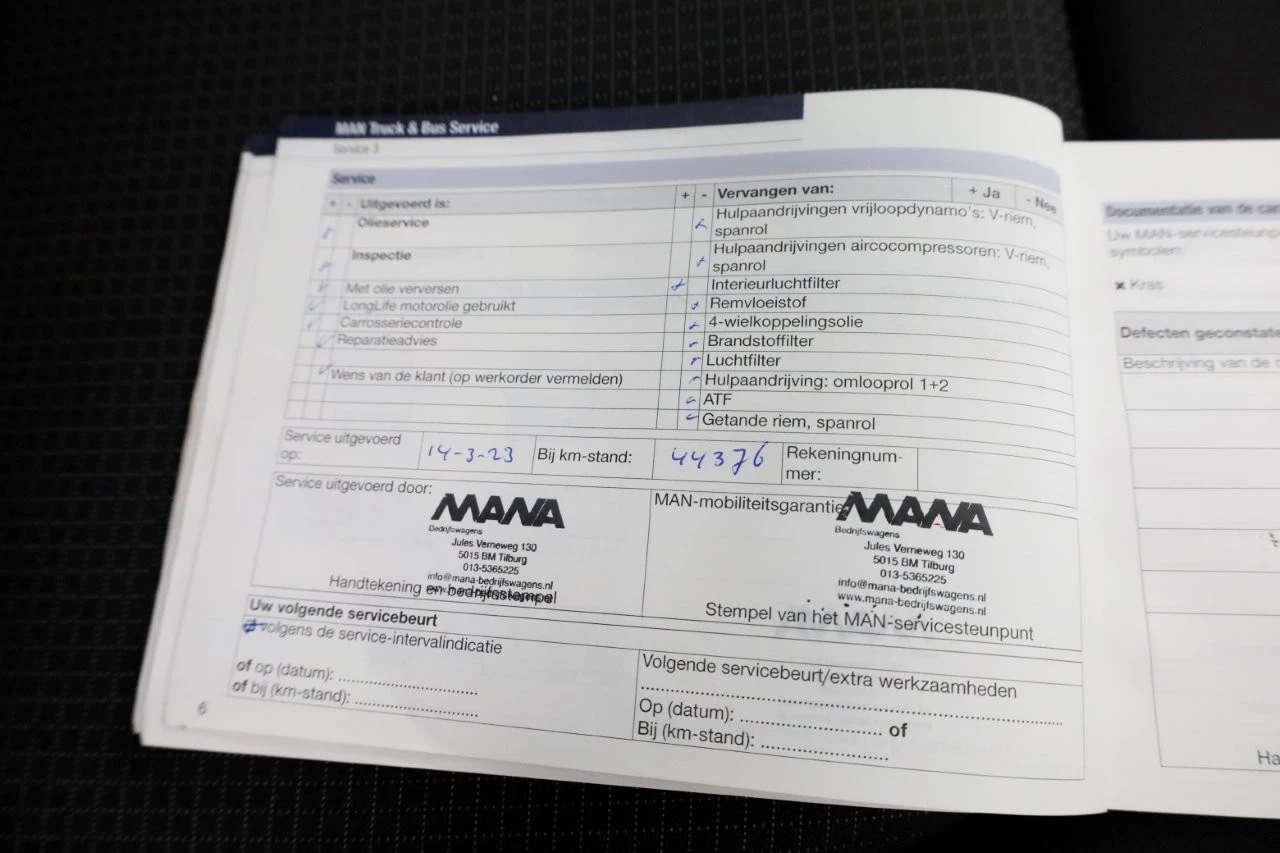 MAN Truck & Bus Service
Service 3
Service
+ - Uitgevoerd is:
Olieservice
Inspectie
Met olie verversen
LongLife motorolie gebruikt
Carrosseriecontrole
Reparatieadvies
Wens van de klant (op werkorder vermelden)
+ - Vervangen van: + Ja - Nee
Hulpaandrijvingen vrijloopdynamo's: V-riem,
spanrol
Hulpaandrijvingen aircocompressoren: V-riem,
spanrol
Interieurluchtfilter
Remvloeistof
4-wielkoppelingsolie
Brandstoffilter
Luchtfilter
Hulpaandrijving: omlooprol 1+2
ATF
Getande riem, spanrol
Service uitgevoerd
op:
14-3-23
Bij km-stand:
44376
Rekeningnum-
mer:
Service uitgevoerd door:
MANA
Bedrijfswagens
Jules Verneweg 130
5015 BM Tilburg
013-5365225
info@mana-bedrijfswagens.nl
Handtekening en bedrijfsstempel
MAN-mobiliteitsgarantie
MANA
Bedrijfswagens
Jules Verneweg 130
5015 BM Tilburg
013-5365225
info@mana-bedrijfswagens.nl
www.mana-bedrijfswagens.nl
Stempel van het MAN-servicesteunpunt
Uw volgende servicebeurt
volgens de service-intervalindicatie
of op (datum):
of bij (km-stand):
Volgende servicebeurt/extra werkzaamheden
Op (datum): of
Bij (km-stand):
6
Documentatie van de
Uw MAN-servicesteunp
symbolen:
× Kras
Defecten geconstate
Beschrijving van de
Ha